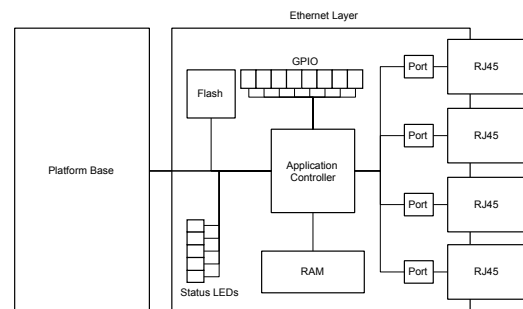 Ethernet Layer
GPIO
Flash
Port
RJ45
Port
RJ45
Platform Base
Application
Controller
Port
RJ45
Port
RJ45
RAM
Status LEDs